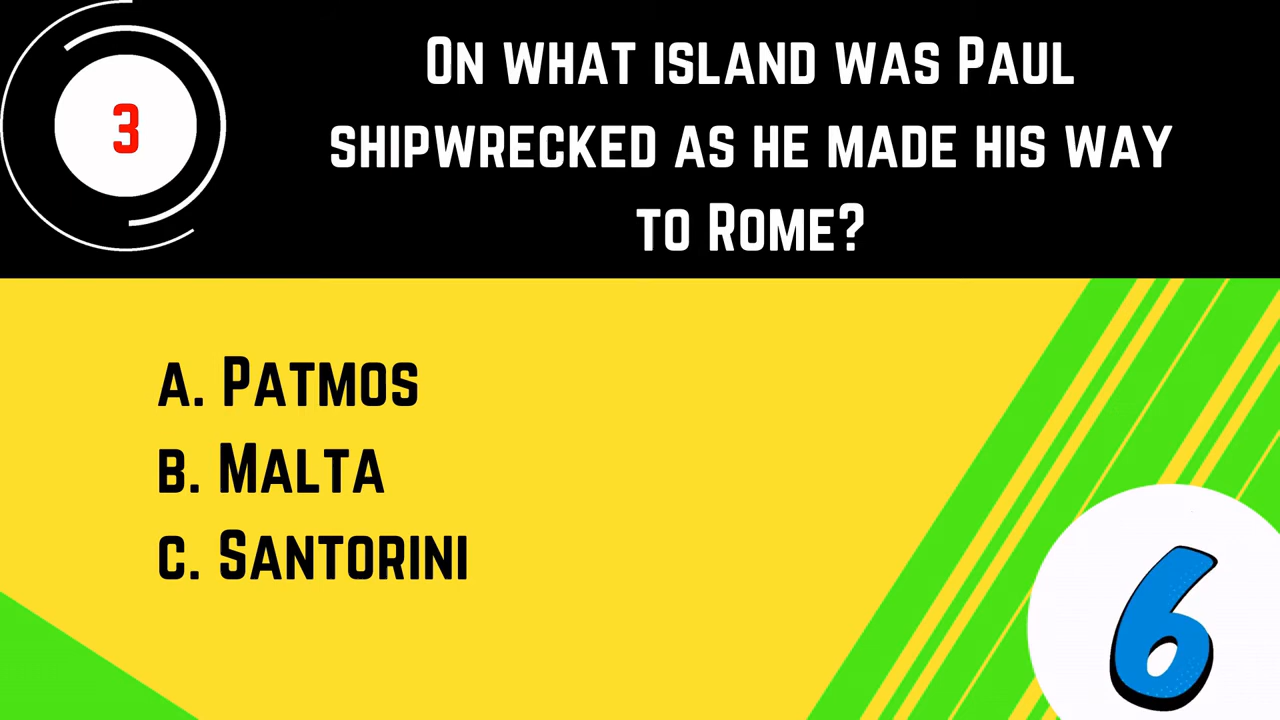 3
On what island was Paul
shipwrecked as he made his way
to Rome?
A. Patmos
B. Malta
C. Santorini
6